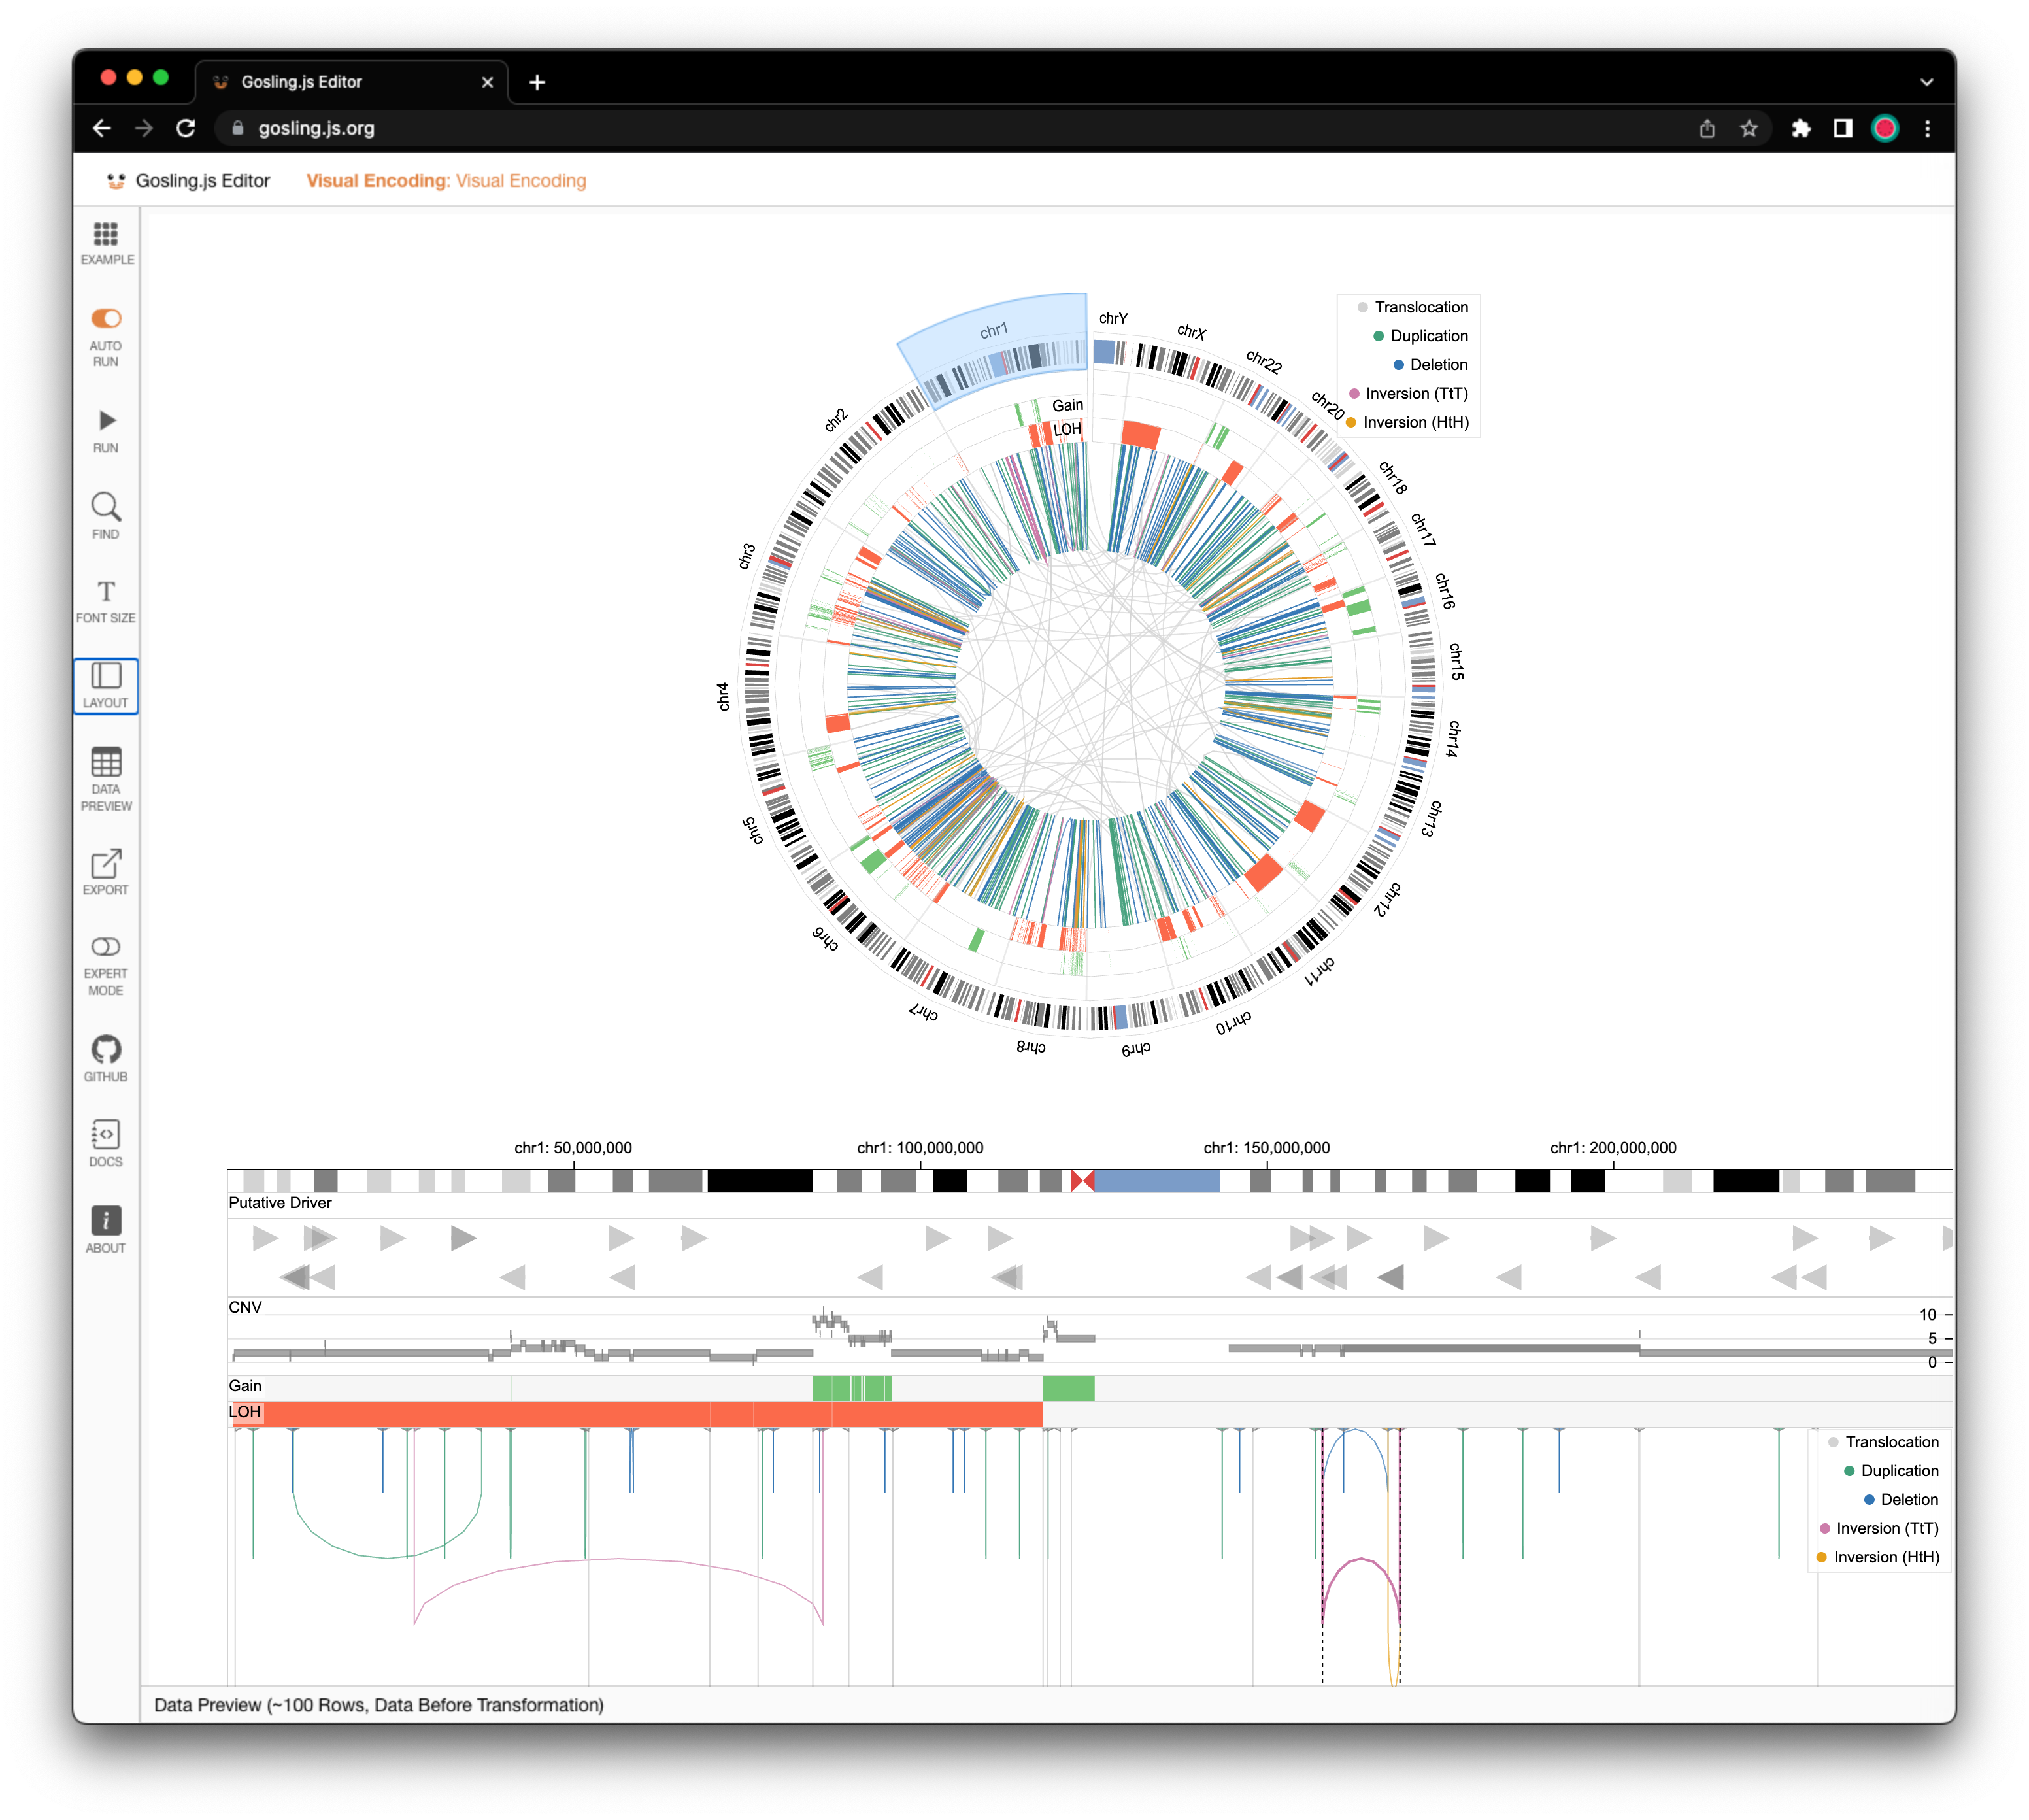 Gosling.js Editor
gosling.js.org
Gosling.js Editor Visual Encoding: Visual Encoding
EXAMPLE
AUTO
RUN
RUN
FIND
T
FONT SIZE
LAYOUT
DATA
PREVIEW
EXPORT
EXPERT
MODE
GITHUB
DOCS
i
ABOUT
chr1
chrY
chrX
chr22
chr20
chr18
chr17
chr16
chr15
chr14
chr13
chr12
chr11
chr10
chr9
chr8
chr7
chr6
chr5
chr4
chr3
chr2
Gain
LOH
Translocation
Duplication
Deletion
Inversion (TtT)
Inversion (HtH)
chr1: 50,000,000 chr1: 100,000,000 chr1: 150,000,000 chr1: 200,000,000
Putative Driver
CNV
10
5
0
Gain
LOH
Translocation
Duplication
Deletion
Inversion (TtT)
Inversion (HtH)
Data Preview (~100 Rows, Data Before Transformation)